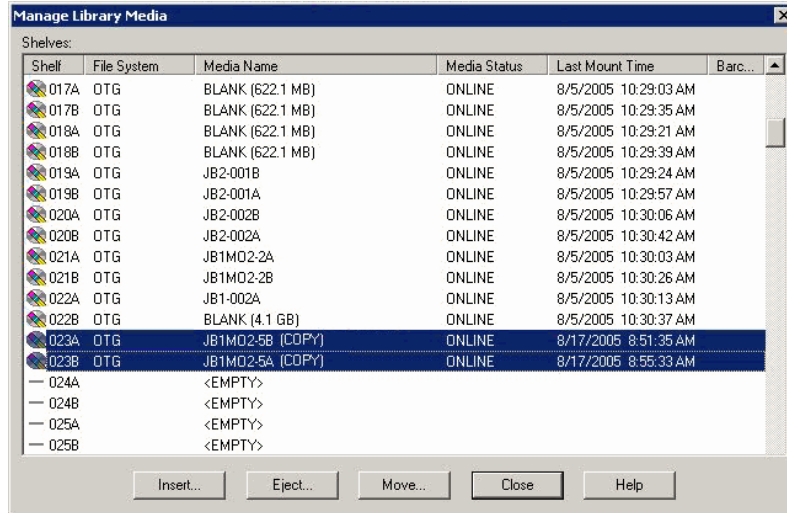 Manage Library Media
Shelves:
Shelf File System Media Name Media Status Last Mount Time Barc...
017A OTG BLANK (622.1 MB) ONLINE 8/5/2005 10:29:03 AM
017B OTG BLANK (622.1 MB) ONLINE 8/5/2005 10:29:35 AM
018A OTG BLANK (622.1 MB) ONLINE 8/5/2005 10:29:21 AM
018B OTG BLANK (622.1 MB) ONLINE 8/5/2005 10:29:39 AM
019A OTG JB2-001B ONLINE 8/5/2005 10:29:24 AM
019B OTG JB2-001A ONLINE 8/5/2005 10:29:57 AM
020A OTG JB2-002B ONLINE 8/5/2005 10:30:06 AM
020B OTG JB2-002A ONLINE 8/5/2005 10:30:42 AM
021A OTG JB1MO2-2A ONLINE 8/5/2005 10:30:03 AM
021B OTG JB1MO2-2B ONLINE 8/5/2005 10:30:26 AM
022A OTG JB1-002A ONLINE 8/5/2005 10:30:13 AM
022B OTG BLANK (4.1 GB) ONLINE 8/5/2005 10:30:37 AM
023A OTG JB1MO2-5B (COPY) ONLINE 8/17/2005 8:51:35 AM
023B OTG JB1MO2-5A (COPY) ONLINE 8/17/2005 8:55:33 AM
024A <EMPTY>
024B <EMPTY>
025A <EMPTY>
025B <EMPTY>
Insert... Eject... Move... Close Help